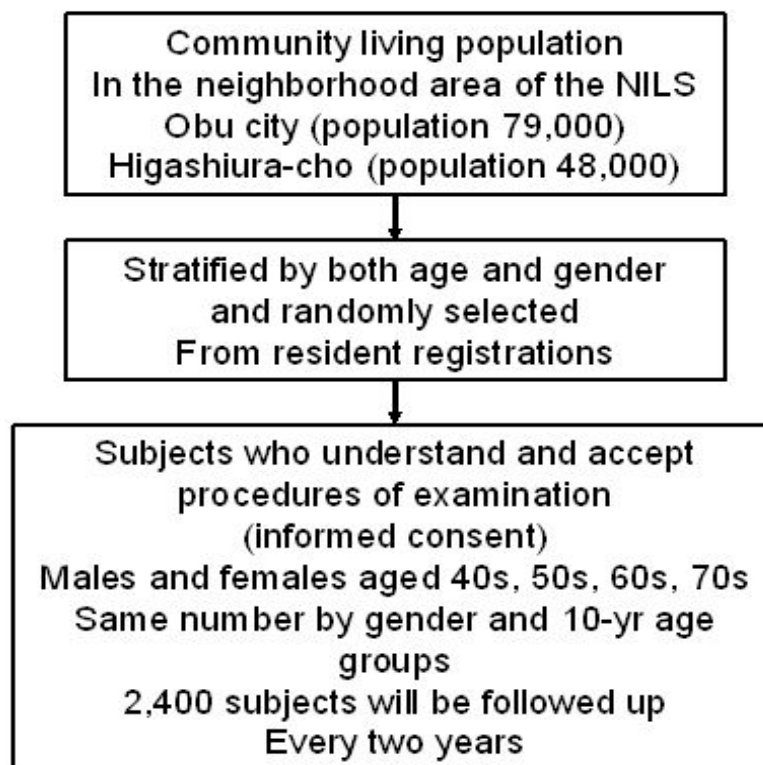 Community living population
In the neighborhood area of the NILS
Obu city (population 79,000)
Higashiura-cho (population 48,000)
Stratified by both age and gender
and randomly selected
From resident registrations
Subjects who understand and accept
procedures of examination
(informed consent)
Males and females aged 40s, 50s, 60s, 70s
Same number by gender and 10-yr age
groups
2,400 subjects will be followed up
Every two years